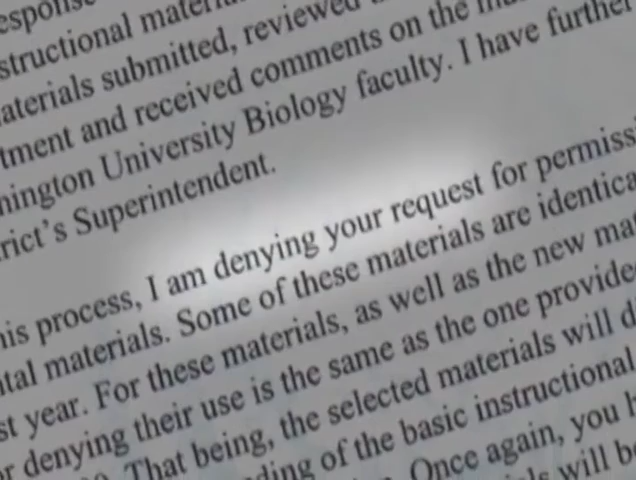 esponse
structional
aterials submitted, reviewed
tment and received comments on the
nington University Biology faculty. I have further
rict's Superintendent.
his process, I am denying your request for permiss
tal materials. Some of these materials are identica
st year. For these materials, as well as the new ma
r denying their use is the same as the one provide
That being, the selected materials will d
ding of the basic instructional
Once again, you h
will be